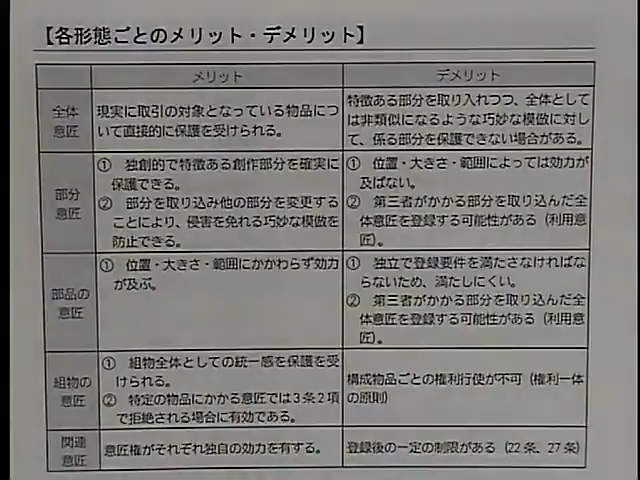 【各形態ごとのメリット・デメリット】
メリット
デメリット
全体
意匠
現実に取引の対象となっている物品につ
いて直接的に保護を受けられる。
特徴ある部分を取り入れつつ、全体として
は非類似になるような巧妙な模倣に対し
て、係る部分を保護できない場合がある。
部分
意匠
① 独創的で特徴ある創作部分を確実に
保護できる。
② 部分を取り込み他の部分を変更する
ことにより、侵害を免れる巧妙な模倣を
防止できる。
① 位置・大きさ・範囲によっては効力が
及ばない。
② 第三者がかかる部分を取り込んだ全
体意匠を登録する可能性がある（利用意
匠）。
部品の
意匠
① 位置・大きさ・範囲にかかわらず効力
が及ぶ。
① 独立で登録要件を満たさなければな
らないため、満たしにくい。
② 第三者がかかる部分を取り込んだ全
体意匠を登録する可能性がある（利用意
匠）。
組物の
意匠
① 組物全体としての統一感を保護を受
けられる。
② 特定の物品にかかる意匠では3条2項
で拒絶される場合に有効である。
構成物品ごとの権利行使が不可（権利一体
の原則）
関連
意匠
意匠権がそれぞれ独自の効力を有する。
登録後の一定の制限がある（22条、27条）